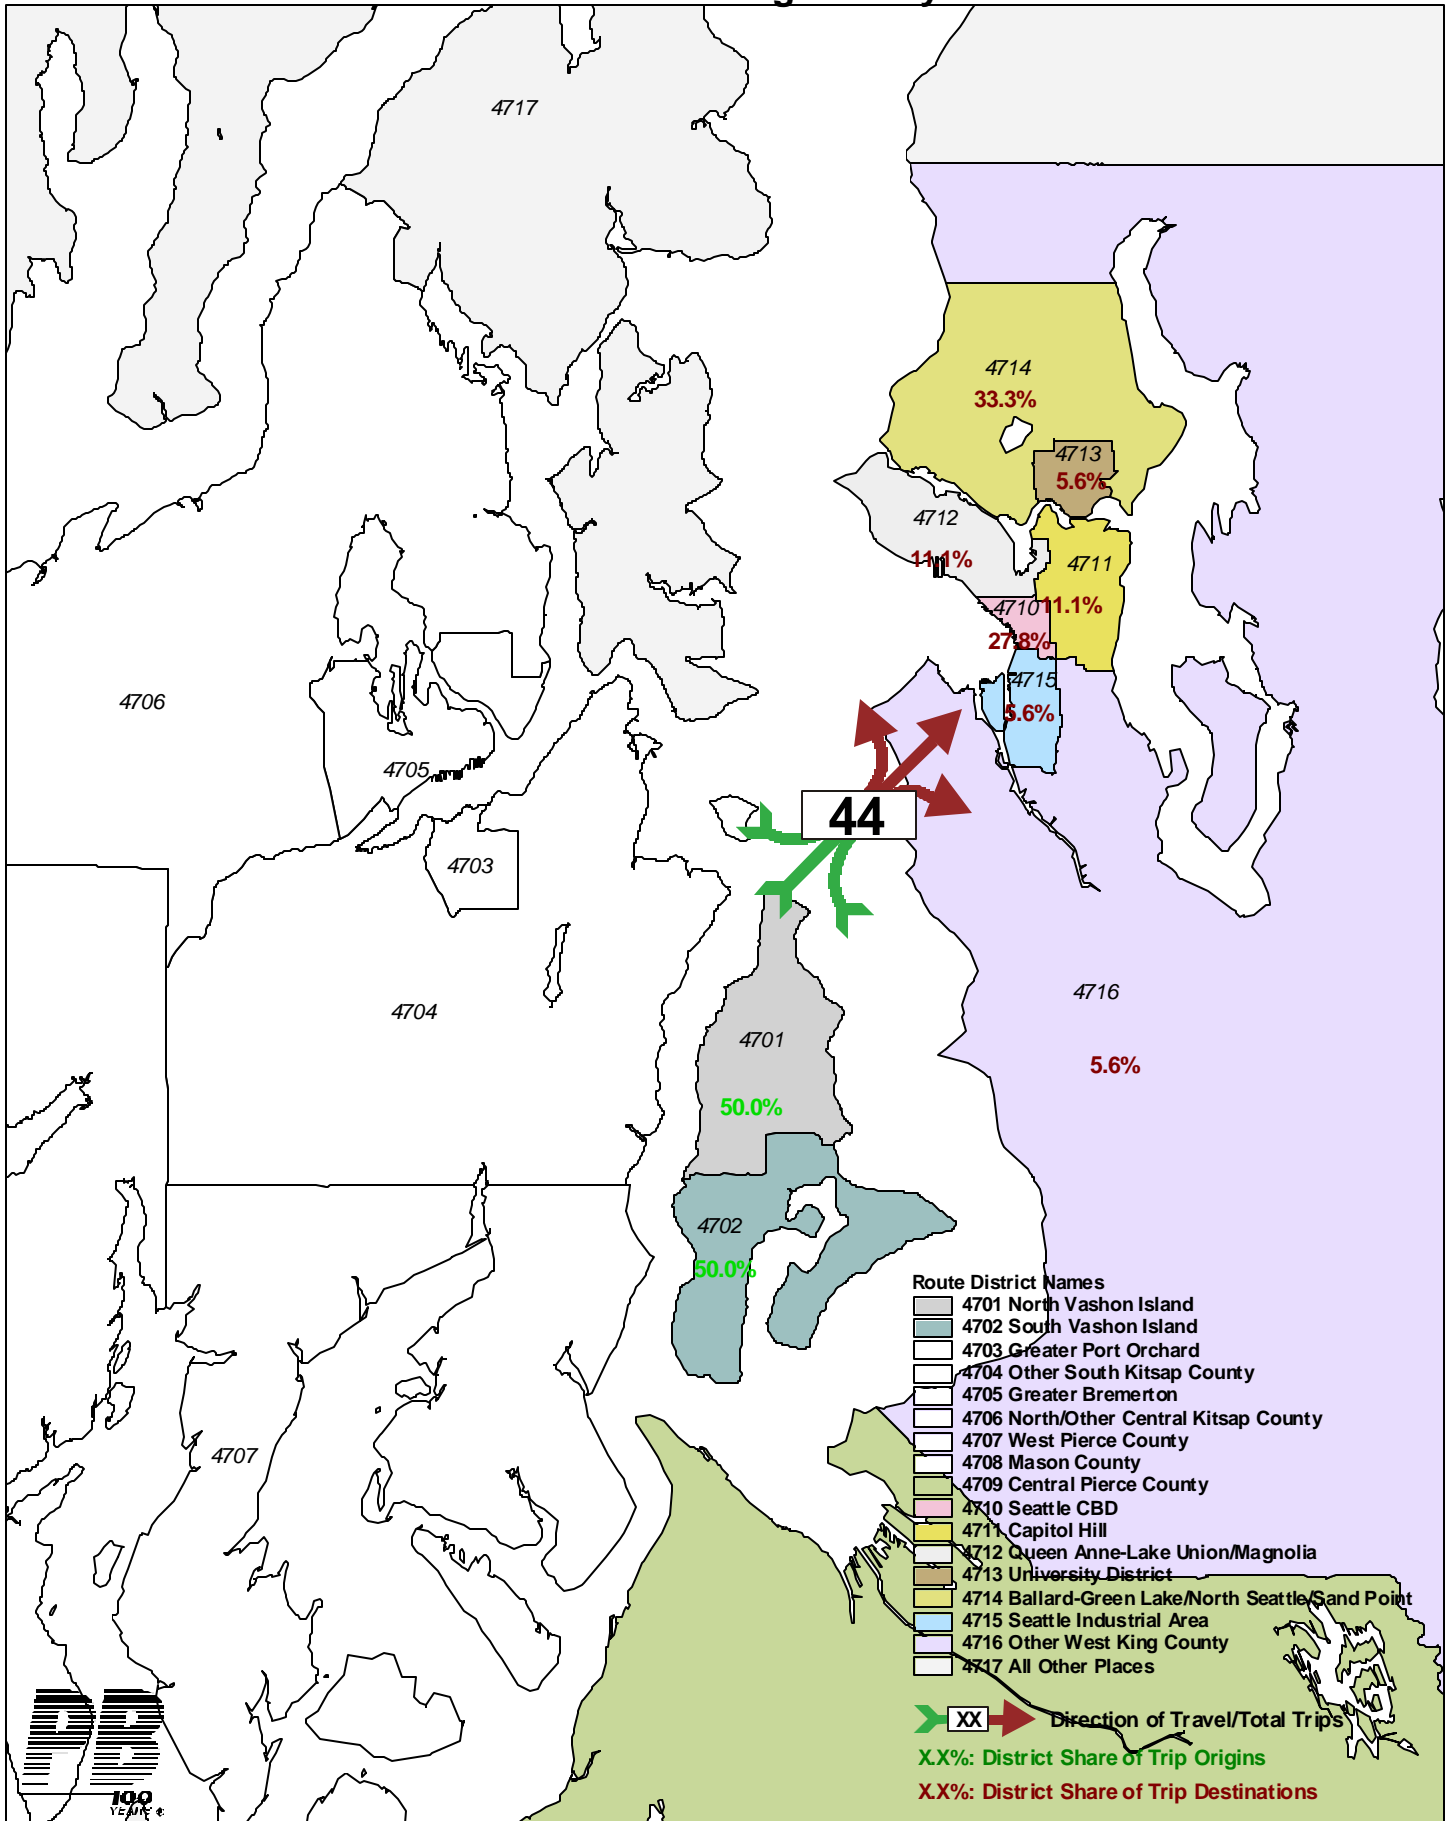 4717
4714
33.3%
4713
5.6%
4712
11.1%
4711
11.1%
4710
27.8%
4715
5.6%
4706
4705
44
4703
4704
4716
5.6%
4701
50.0%
4702
50.0%
4707
Route District Names
4701 North Vashon Island
4702 South Vashon Island
4703 Greater Port Orchard
4704 Other South Kitsap County
4705 Greater Bremerton
4706 North/Other Central Kitsap County
4707 West Pierce County
4708 Mason County
4709 Central Pierce County
4710 Seattle CBD
4711 Capitol Hill
4712 Queen Anne-Lake Union/Magnolia
4713 University District
4714 Ballard-Green Lake/North Seattle/Sand Point
4715 Seattle Industrial Area
4716 Other West King County
4717 All Other Places
XX Direction of Travel/Total Trips
X.X%: District Share of Trip Origins
X.X%: District Share of Trip Destinations
PB
100
YEARS